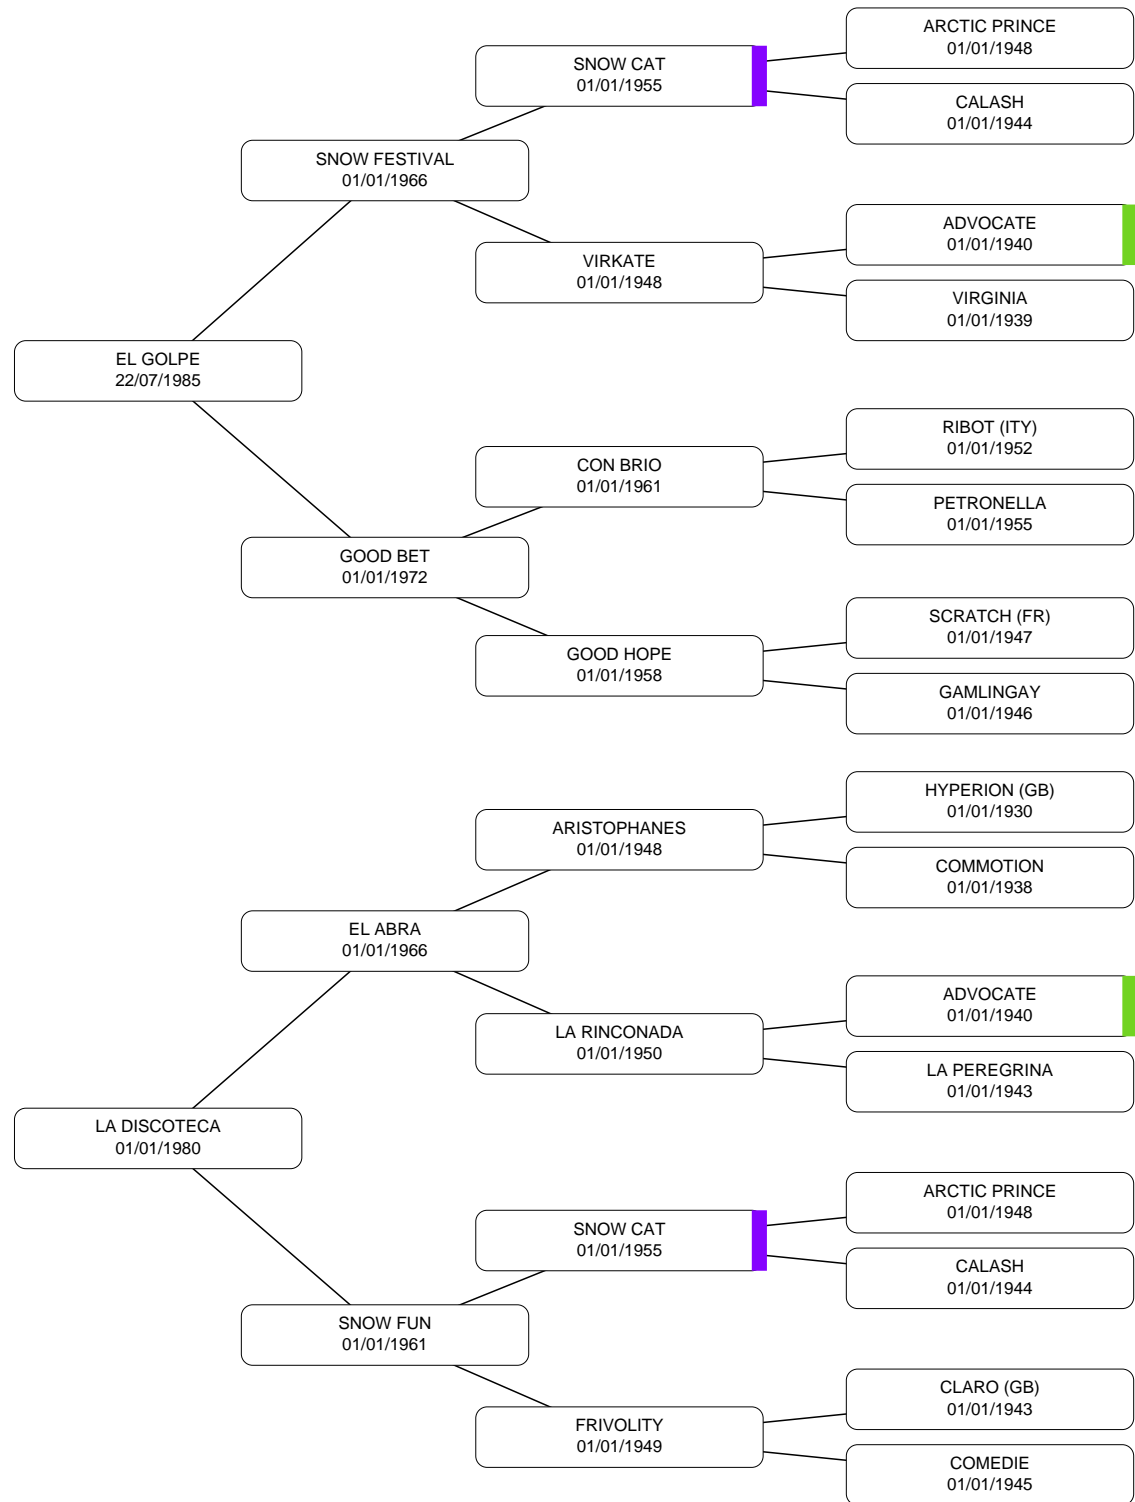 ARCTIC PRINCE
01/01/1948
SNOW CAT
01/01/1955
CALASH
01/01/1944
SNOW FESTIVAL
01/01/1966
ADVOCATE
01/01/1940
VIRKATE
01/01/1948
VIRGINIA
01/01/1939
EL GOLPE
22/07/1985
RIBOT (ITY)
01/01/1952
CON BRIO
01/01/1961
PETRONELLA
01/01/1955
GOOD BET
01/01/1972
SCRATCH (FR)
01/01/1947
GOOD HOPE
01/01/1958
GAMLINGAY
01/01/1946
HYPERION (GB)
01/01/1930
ARISTOPHANES
01/01/1948
COMMOTION
01/01/1938
EL ABRA
01/01/1966
ADVOCATE
01/01/1940
LA RINCONADA
01/01/1950
LA PEREGRINA
01/01/1943
LA DISCOTECA
01/01/1980
ARCTIC PRINCE
01/01/1948
SNOW CAT
01/01/1955
CALASH
01/01/1944
SNOW FUN
01/01/1961
CLARO (GB)
01/01/1943
FRIVOLITY
01/01/1949
COMEDIE
01/01/1945